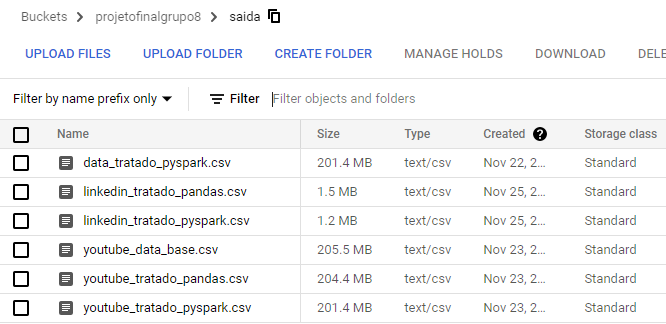 Buckets > projetofinalgrupo8 > saida
UPLOAD FILES UPLOAD FOLDER CREATE FOLDER MANAGE HOLDS DOWNLOAD DELE
Filter by name prefix only Filter Filter objects and folders
Name Size Type Created ? Storage class
data_tratado_pyspark.csv 201.4 MB text/csv Nov 22, 2... Standard
linkedin_tratado_pandas.csv 1.5 MB text/csv Nov 25, 2... Standard
linkedin_tratado_pyspark.csv 1.2 MB text/csv Nov 25, 2... Standard
youtube_data_base.csv 205.5 MB text/csv Nov 23, 2... Standard
youtube_tratado_pandas.csv 204.4 MB text/csv Nov 23, 2... Standard
youtube_tratado_pyspark.csv 201.4 MB text/csv Nov 23, 2... Standard